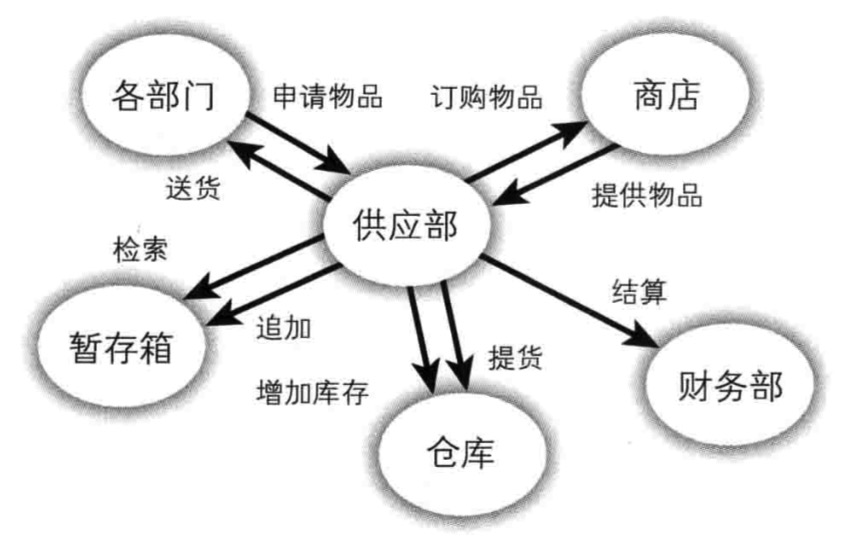 各部门
申请物品
订购物品
商店
送货
提供物品
供应部
检索
结算
追加
暂存箱
提货
财务部
增加库存
仓库